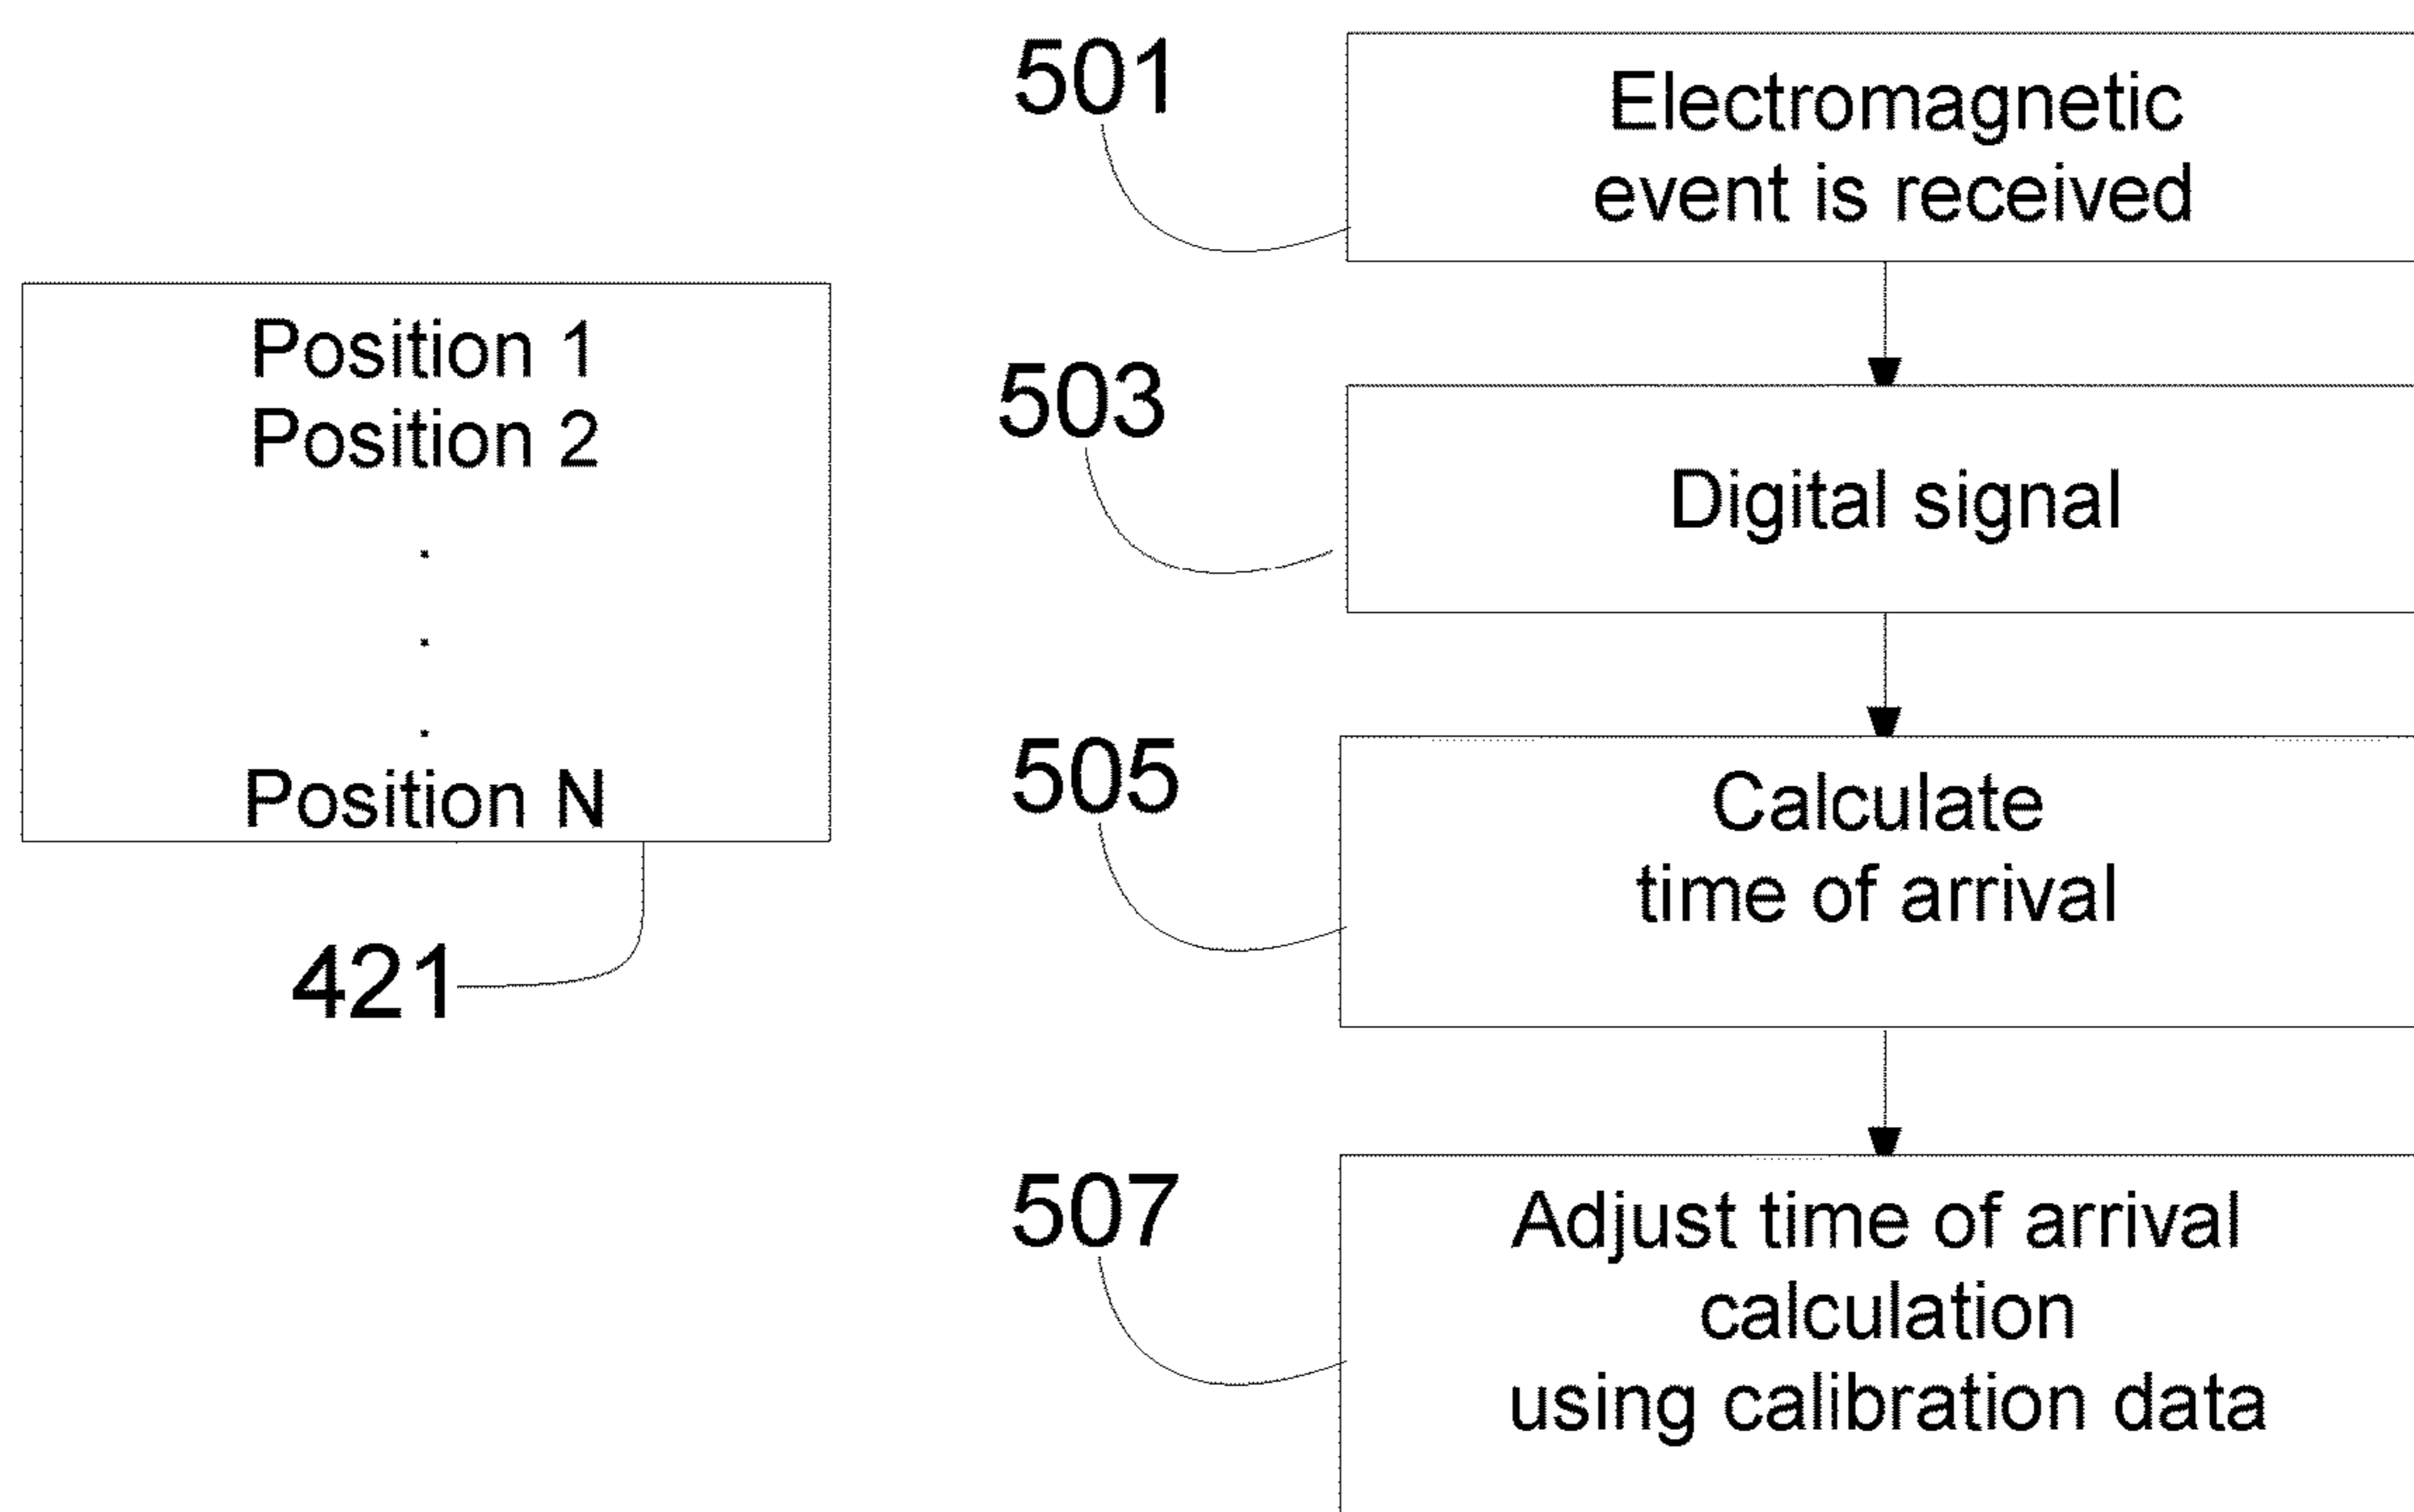 Position 1
Position 2
.
.
.
Position N
421
501
Electromagnetic
event is received
503
Digital signal
505
Calculate
time of arrival
507
Adjust time of arrival
calculation
using calibration data